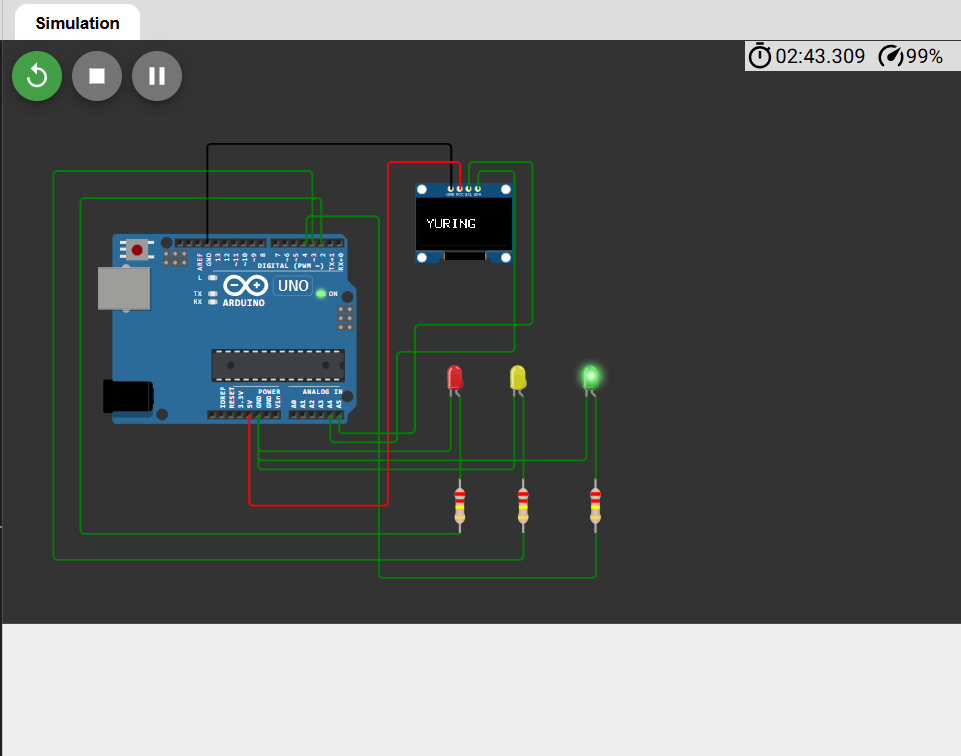 Simulation
02:43.309 99%
GND VCC SCL SDA
YURING
AREF
GND
13
12
~11
~10
~9
8
7
~6
~5
4
~3
2
TX→1
RX←0
DIGITAL (PWM ~)
L
TX
RX
UNO
ON
ARDUINO
IOREF
RESET
3.3V
5V
GND
GND
Vin
POWER
ANALOG IN
A0
A1
A2
A3
A4
A5